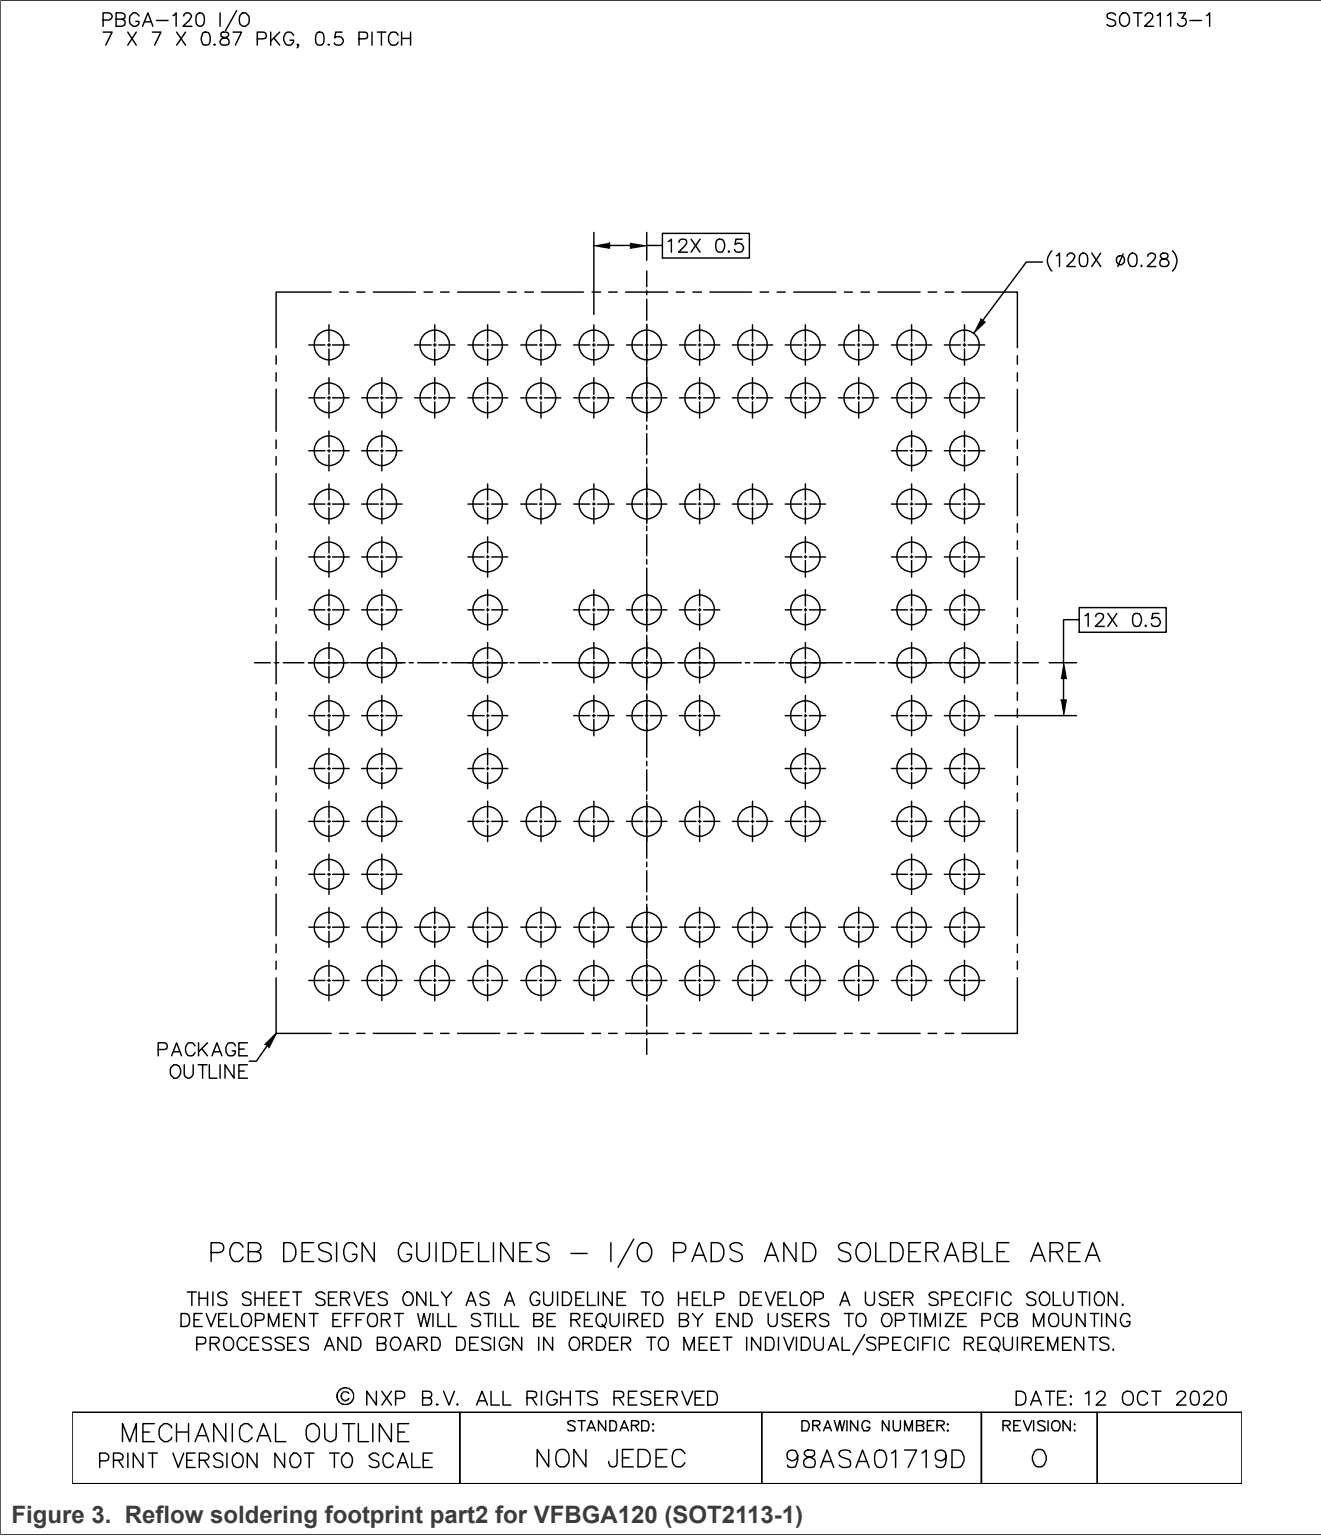 PBGA-120 I/O
SOT2113-1
7 X 7 X 0.87 PKG, 0.5 PITCH
12X 0.5
(120X ø0.28)
12X 0.5
PACKAGE
OUTLINE
PCB DESIGN GUIDELINES - I/O PADS AND SOLDERABLE AREA
THIS SHEET SERVES ONLY AS A GUIDELINE TO HELP DEVELOP A USER SPECIFIC SOLUTION.
DEVELOPMENT EFFORT WILL STILL BE REQUIRED BY END USERS TO OPTIMIZE PCB MOUNTING
PROCESSES AND BOARD DESIGN IN ORDER TO MEET INDIVIDUAL/SPECIFIC REQUIREMENTS.
© NXP B.V. ALL RIGHTS RESERVED
DATE: 12 OCT 2020
MECHANICAL OUTLINE
PRINT VERSION NOT TO SCALE
STANDARD:
NON JEDEC
DRAWING NUMBER:
98ASA01719D
REVISION:
O
Figure 3. Reflow soldering footprint part2 for VFBGA120 (SOT2113-1)